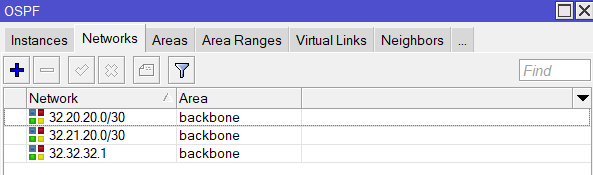 OSPF
Instances Networks Areas Area Ranges Virtual Links Neighbors ...
Find
Network Area
32.20.20.0/30 backbone
32.21.20.0/30 backbone
32.32.32.1 backbone